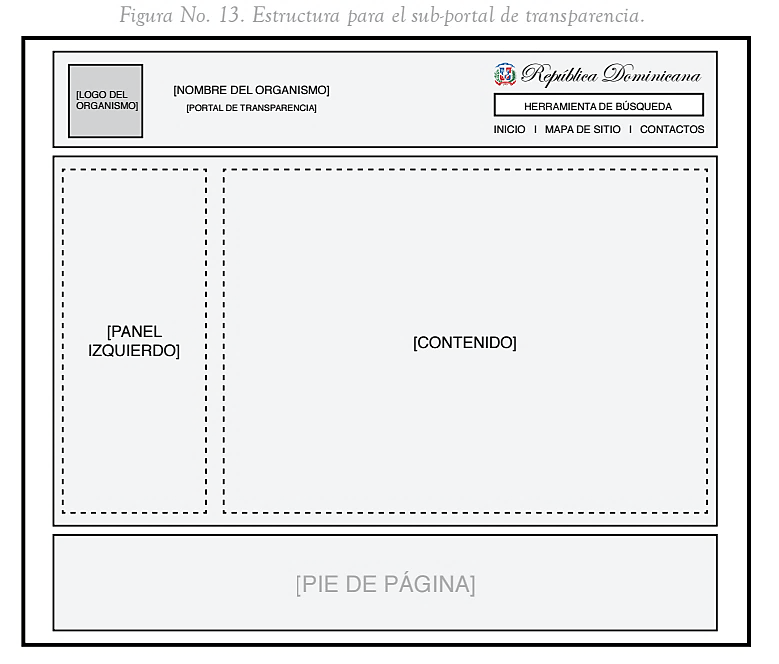 Figura No. 13. Estructura para el sub-portal de transparencia.
[LOGO DEL
ORGANISMO]
[NOMBRE DEL ORGANISMO]
[PORTAL DE TRANSPARENCIA]
República Dominicana
HERRAMIENTA DE BÚSQUEDA
INICIO I MAPA DE SITIO I CONTACTOS
[PANEL
IZQUIERDO]
[CONTENIDO]
[PIE DE PÁGINA]